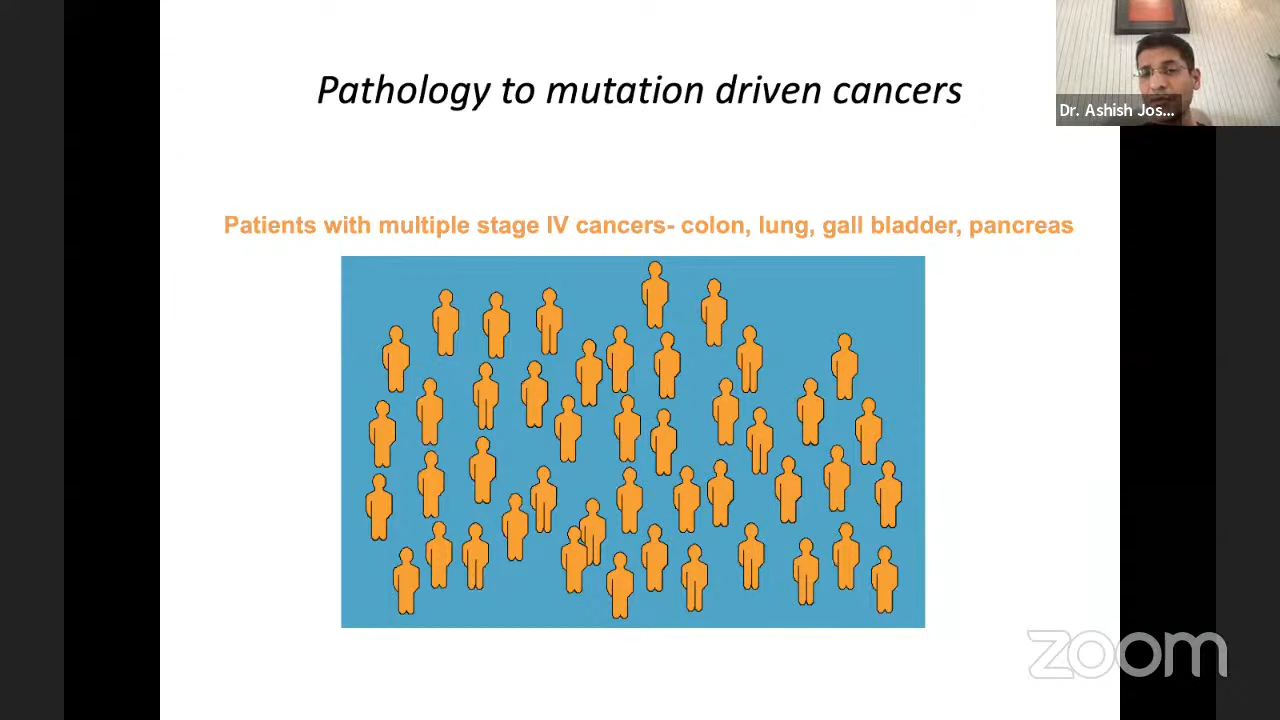 Pathology to mutation driven cancers
Dr. Ashish Jos...
Patients with multiple stage IV cancers- colon, lung, gall bladder, pancreas
zoom